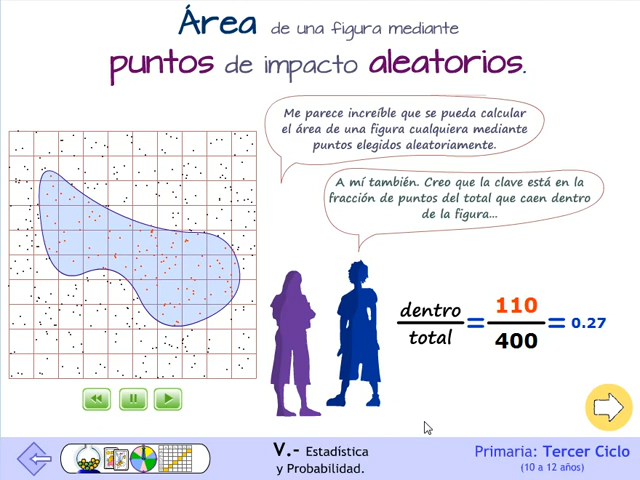 Área de una figura mediante
puntos de impacto aleatorios.
Me parece increíble que se pueda calcular
el área de una figura cualquiera mediante
puntos elegidos aleatoriamente.
A mí también. Creo que la clave está en la
fracción de puntos del total que caen dentro
de la figura...
dentro
total
=
110
400
= 0.27
V.- Estadística
y Probabilidad.
Primaria: Tercer Ciclo
(10 a 12 años)